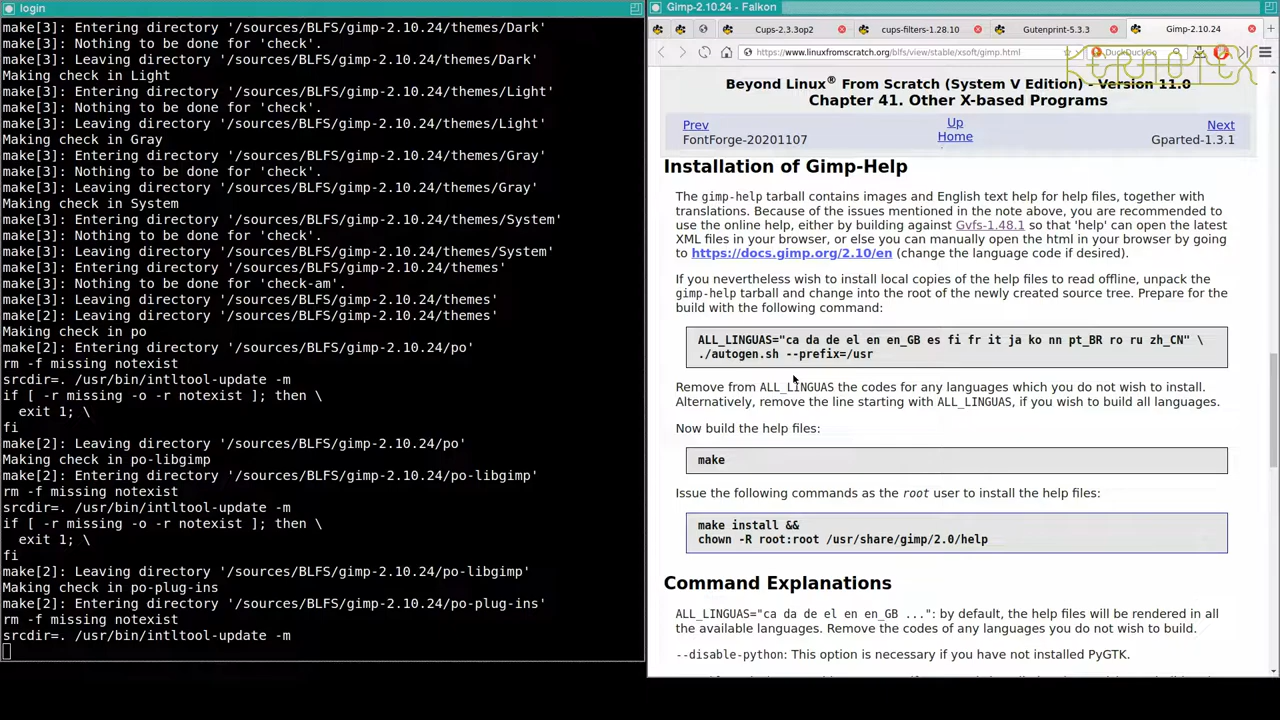 login
make[3]: Entering directory '/sources/BLFS/gimp-2.10.24/themes/Dark'
make[3]: Nothing to be done for 'check'.
make[3]: Leaving directory '/sources/BLFS/gimp-2.10.24/themes/Dark'
Making check in Light
make[3]: Entering directory '/sources/BLFS/gimp-2.10.24/themes/Light'
make[3]: Nothing to be done for 'check'.
make[3]: Leaving directory '/sources/BLFS/gimp-2.10.24/themes/Light'
Making check in Gray
make[3]: Entering directory '/sources/BLFS/gimp-2.10.24/themes/Gray'
make[3]: Nothing to be done for 'check'.
make[3]: Leaving directory '/sources/BLFS/gimp-2.10.24/themes/Gray'
Making check in System
make[3]: Entering directory '/sources/BLFS/gimp-2.10.24/themes/System'
make[3]: Nothing to be done for 'check'.
make[3]: Leaving directory '/sources/BLFS/gimp-2.10.24/themes/System'
make[3]: Entering directory '/sources/BLFS/gimp-2.10.24/themes'
make[3]: Nothing to be done for 'check-am'.
make[3]: Leaving directory '/sources/BLFS/gimp-2.10.24/themes'
make[2]: Leaving directory '/sources/BLFS/gimp-2.10.24/themes'
Making check in po
make[2]: Entering directory '/sources/BLFS/gimp-2.10.24/po'
rm -f missing notexist
srcdir=. /usr/bin/intltool-update -m
if [ -r missing -o -r notexist ]; then \
exit 1; \
fi
make[2]: Leaving directory '/sources/BLFS/gimp-2.10.24/po'
Making check in po-libgimp
make[2]: Entering directory '/sources/BLFS/gimp-2.10.24/po-libgimp'
rm -f missing notexist
srcdir=. /usr/bin/intltool-update -m
if [ -r missing -o -r notexist ]; then \
exit 1; \
fi
make[2]: Leaving directory '/sources/BLFS/gimp-2.10.24/po-libgimp'
Making check in po-plug-ins
make[2]: Entering directory '/sources/BLFS/gimp-2.10.24/po-plug-ins'
rm -f missing notexist
srcdir=. /usr/bin/intltool-update -m
Gimp-2.10.24 - Falkon
Cups-2.3.3op2
cups-filters-1.28.10
Gutenprint-5.3.3
Gimp-2.10.24
https://www.linuxfromscratch.org/blfs/view/stable/xsoft/gimp.html
DuckDuckGo
KERNOTEX
Beyond Linux® From Scratch (System V Edition) - Version 11.0
Chapter 41. Other X-based Programs
Prev Up Next
FontForge-20201107 Home Gparted-1.3.1
Installation of Gimp-Help
The gimp-help tarball contains images and English text help for help files, together with
translations. Because of the issues mentioned in the note above, you are recommended to
use the online help, either by building against Gvfs-1.48.1 so that 'help' can open the latest
XML files in your browser, or else you can manually open the html in your browser by going
to https://docs.gimp.org/2.10/en (change the language code if desired).
If you nevertheless wish to install local copies of the help files to read offline, unpack the
gimp-help tarball and change into the root of the newly created source tree. Prepare for the
build with the following command:
ALL_LINGUAS="ca da de el en en_GB es fi fr it ja ko nn pt_BR ro ru zh_CN" \
./autogen.sh --prefix=/usr
Remove from ALL_LINGUAS the codes for any languages which you do not wish to install.
Alternatively, remove the line starting with ALL_LINGUAS, if you wish to build all languages.
Now build the help files:
make
Issue the following commands as the root user to install the help files:
make install &&
chown -R root:root /usr/share/gimp/2.0/help
Command Explanations
ALL_LINGUAS="ca da de el en en_GB ...": by default, the help files will be rendered in all
the available languages. Remove the codes of any languages you do not wish to build.
--disable-python: This option is necessary if you have not installed PyGTK.